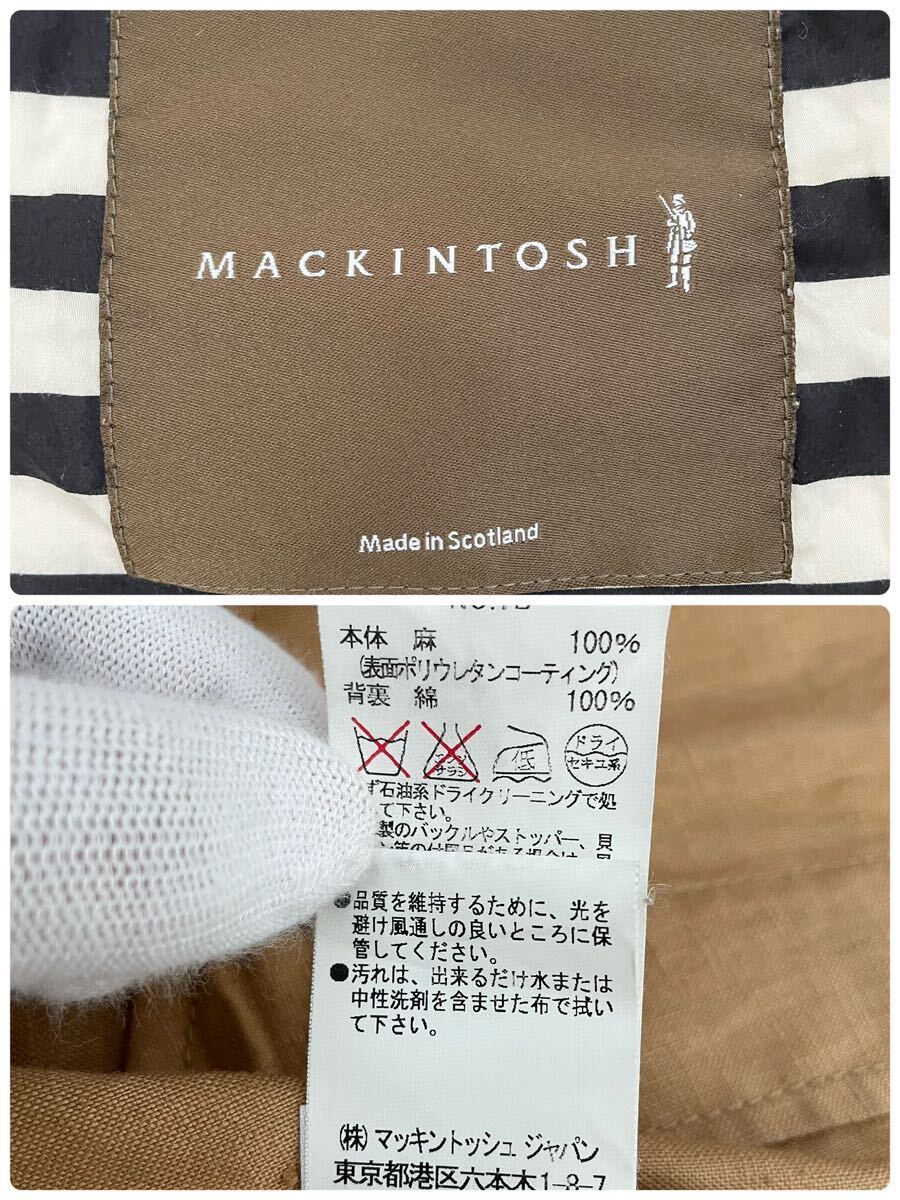 MACKINTOSH
Made in Scotland
本体 麻 100%
(表面ポリウレタンコーティング)
背裏 綿 100%
エンソ サラシ 低 ドライ セキユ系
ず石油系ドライクリーニングで処
て下さい。
製のバックルやストッパー、貝
●品質を維持するために、光を
避け風通しの良いところに保
管してください。
●汚れは、出来るだけ水または
中性洗剤を含ませた布で拭い
て下さい。
(株) マッキントッシュ ジャパン
東京都港区六本木1-8-7